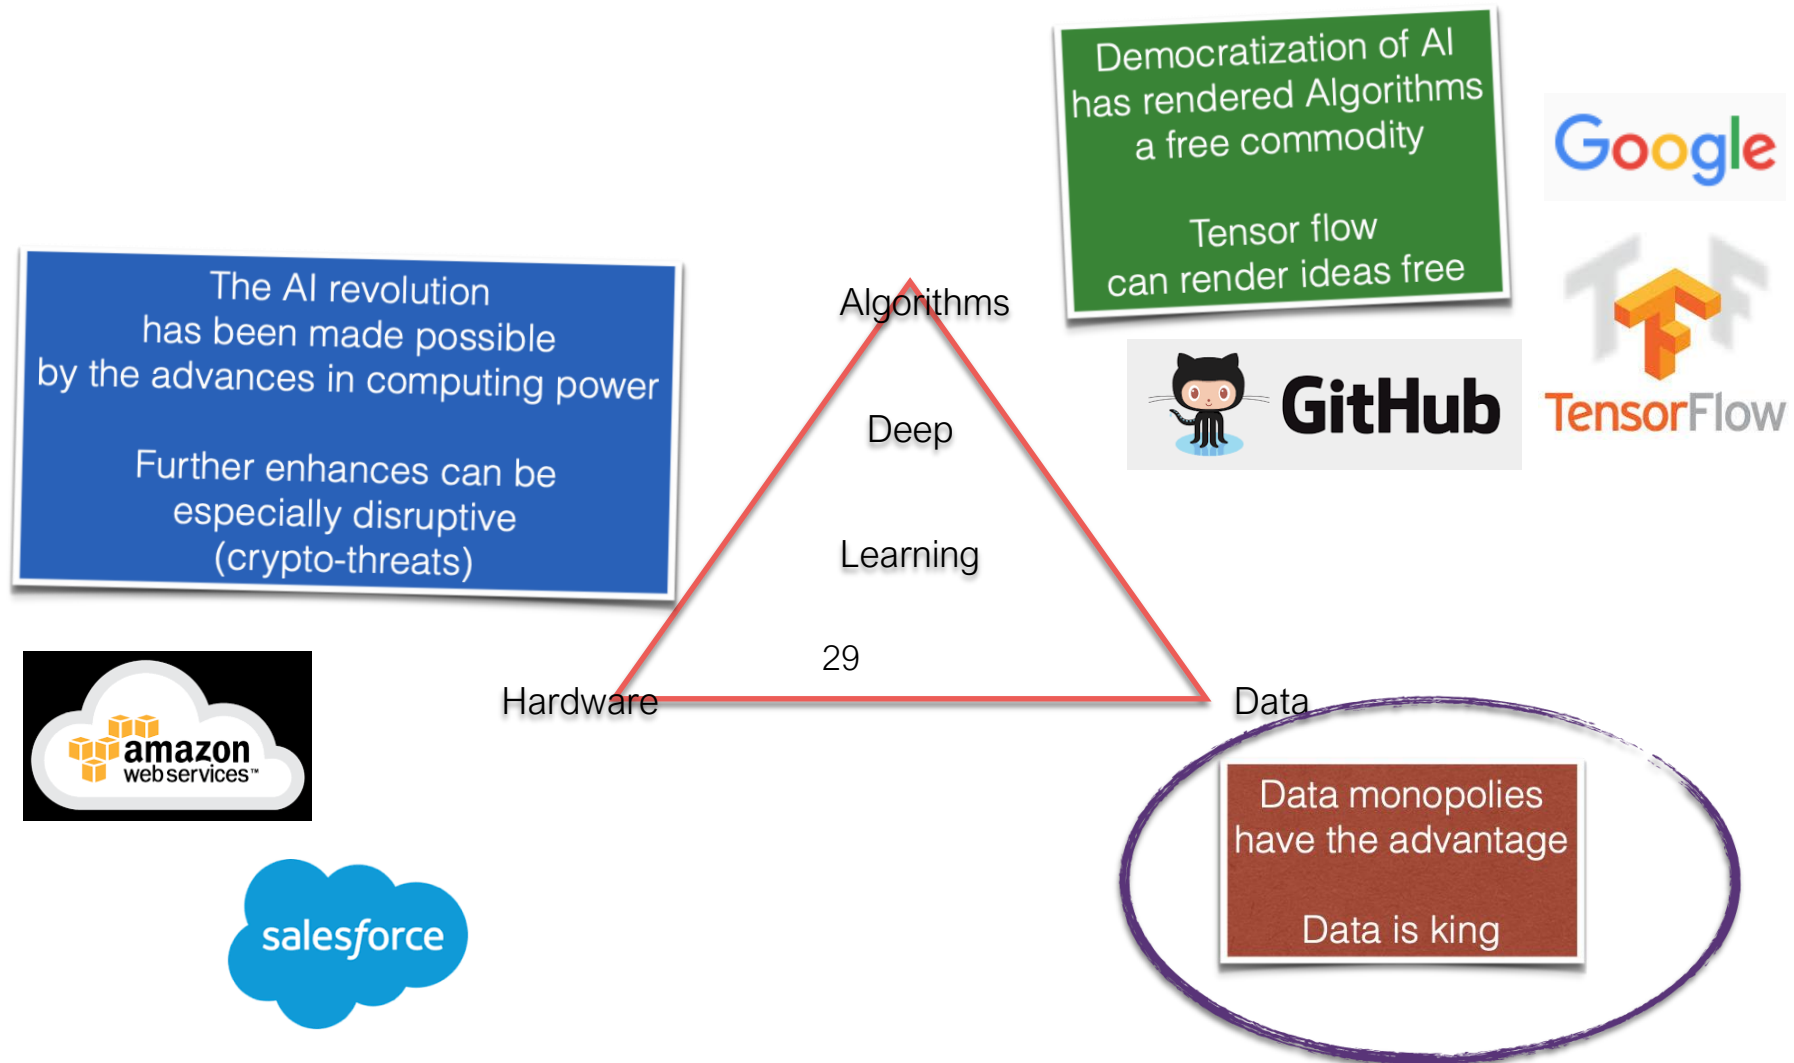 Democratization of AI
has rendered Algorithms
a free commodity
Tensor flow
can render ideas free
Google
TensorFlow
GitHub
The AI revolution
has been made possible
by the advances in computing power
Further enhances can be
especially disruptive
(crypto-threats)
Algorithms
Deep
Learning
29
Hardware
Data
amazon
web services™
salesforce
Data monopolies
have the advantage
Data is king